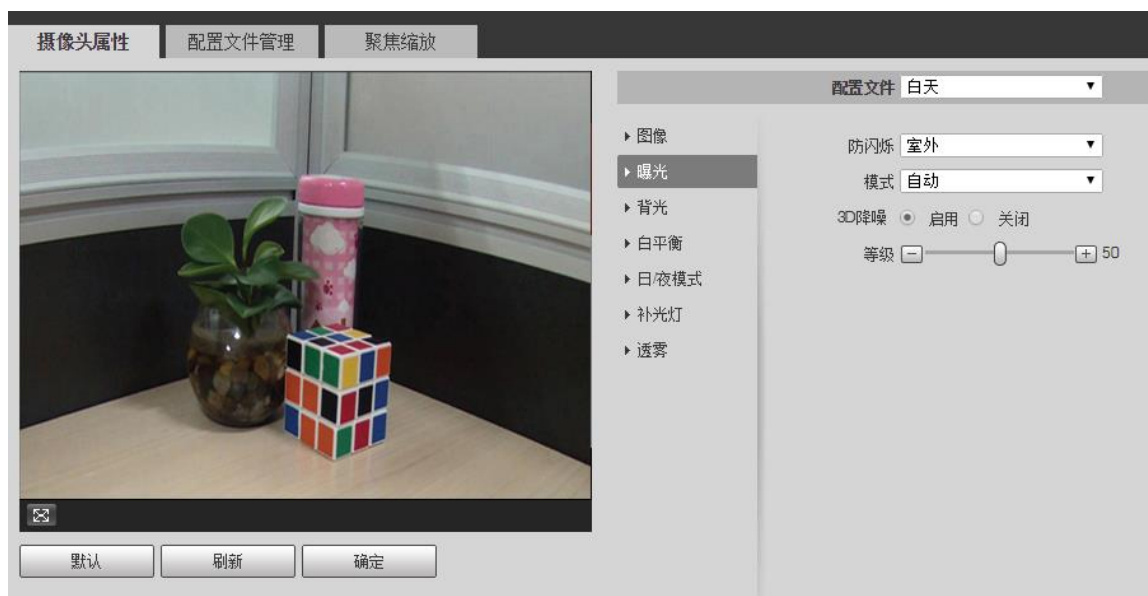 摄像头属性 配置文件管理 聚焦缩放
配置文件 白天
图像
曝光
背光
白平衡
日/夜模式
补光灯
透雾
防闪烁 室外
模式 自动
3D降噪 启用 关闭
等级 50
默认 刷新 确定